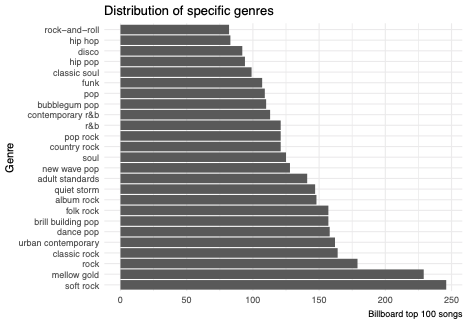 Distribution of specific genres
Genre
rock−and−roll
hip hop
disco
hip pop
classic soul
funk
pop
bubblegum pop
contemporary r&b
r&b
pop rock
country rock
soul
new wave pop
adult standards
quiet storm
album rock
folk rock
brill building pop
dance pop
urban contemporary
classic rock
rock
mellow gold
soft rock
0 50 100 150 200 250
Billboard top 100 songs